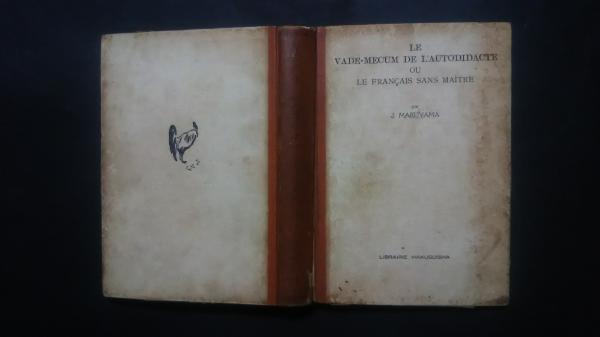 LE
VADE-MECUM DE L'AUTODIDACTE
OU
LE FRANÇAIS SANS MAÎTRE
PAR
J. MARUYAMA
LIBRAIRIE HAKUSUISHA